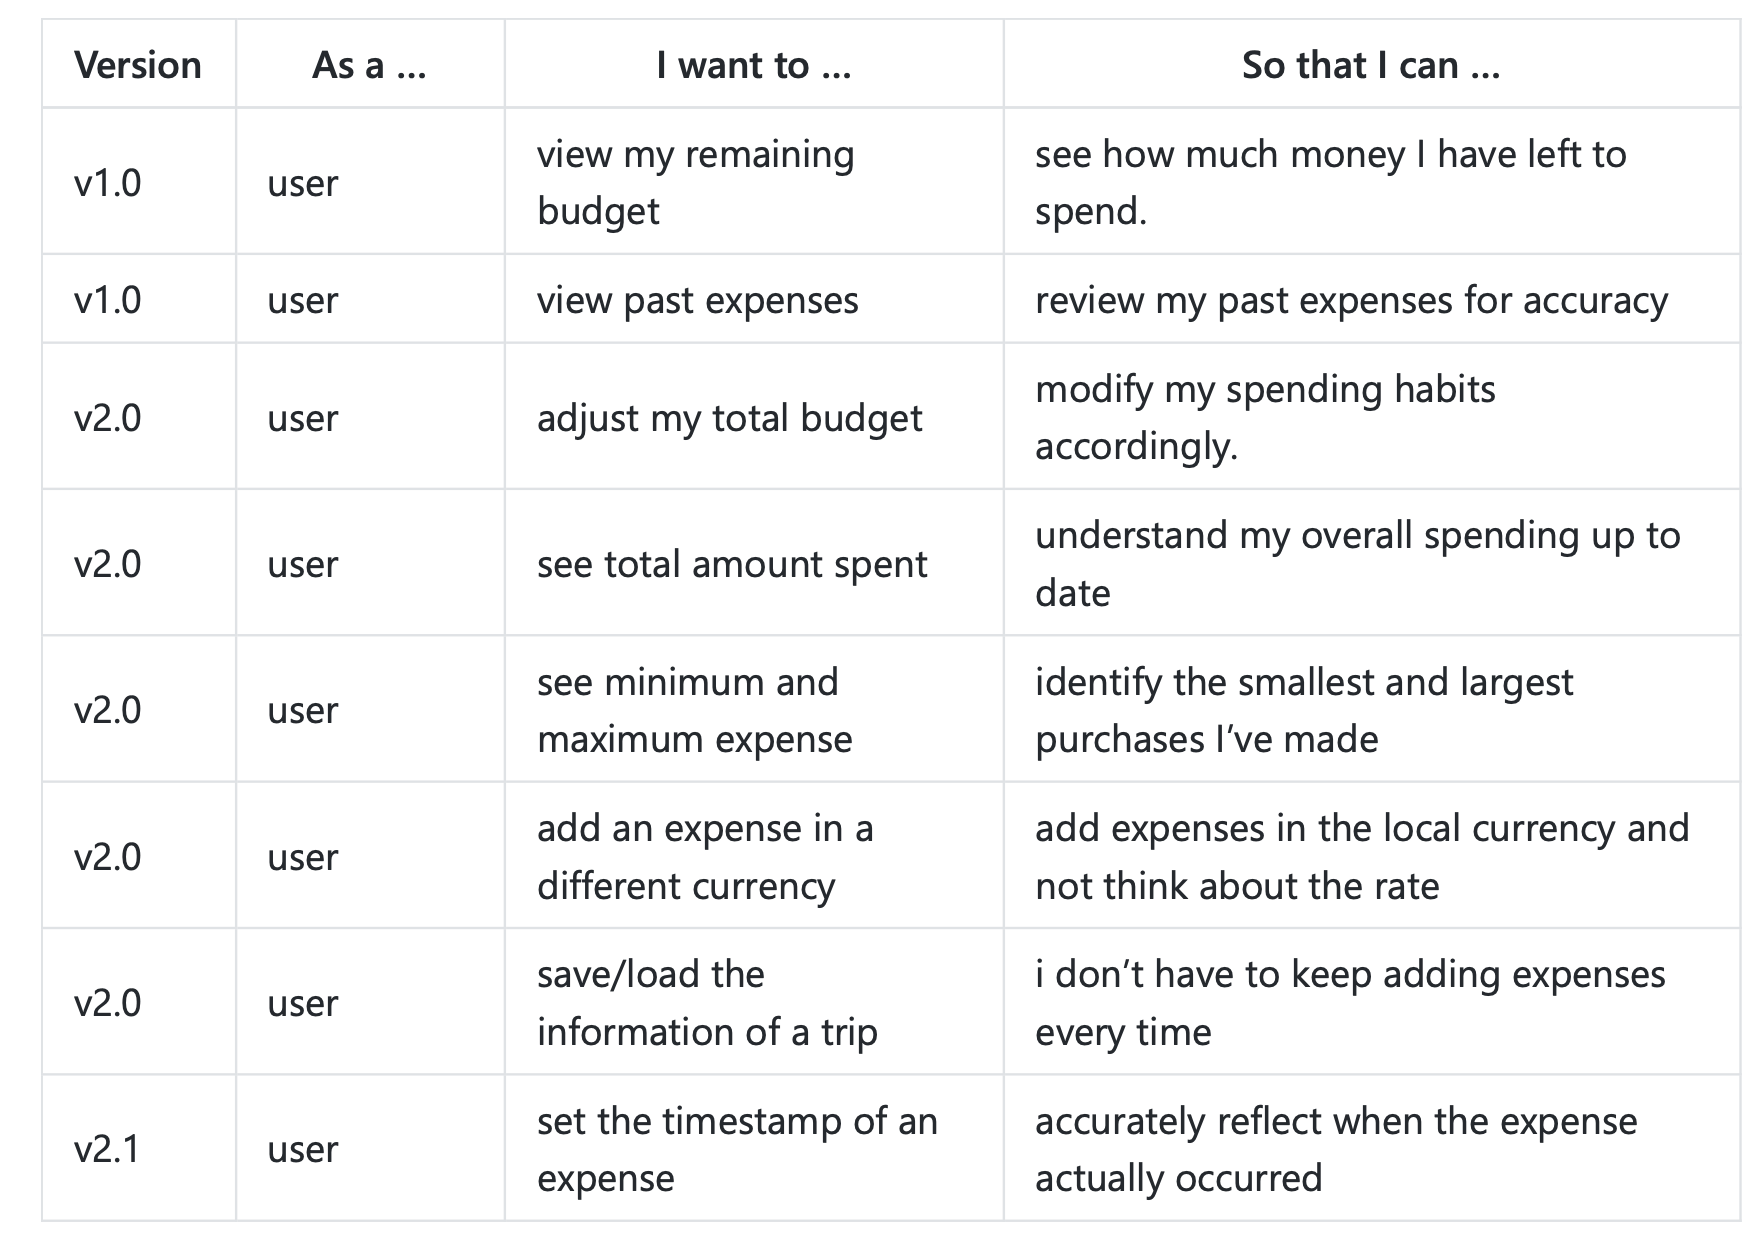 Version As a ... I want to ... So that I can ...
v1.0 user view my remaining budget see how much money I have left to spend.
v1.0 user view past expenses review my past expenses for accuracy
v2.0 user adjust my total budget modify my spending habits accordingly.
v2.0 user see total amount spent understand my overall spending up to date
v2.0 user see minimum and maximum expense identify the smallest and largest purchases I’ve made
v2.0 user add an expense in a different currency add expenses in the local currency and not think about the rate
v2.0 user save/load the information of a trip i don’t have to keep adding expenses every time
v2.1 user set the timestamp of an expense accurately reflect when the expense actually occurred